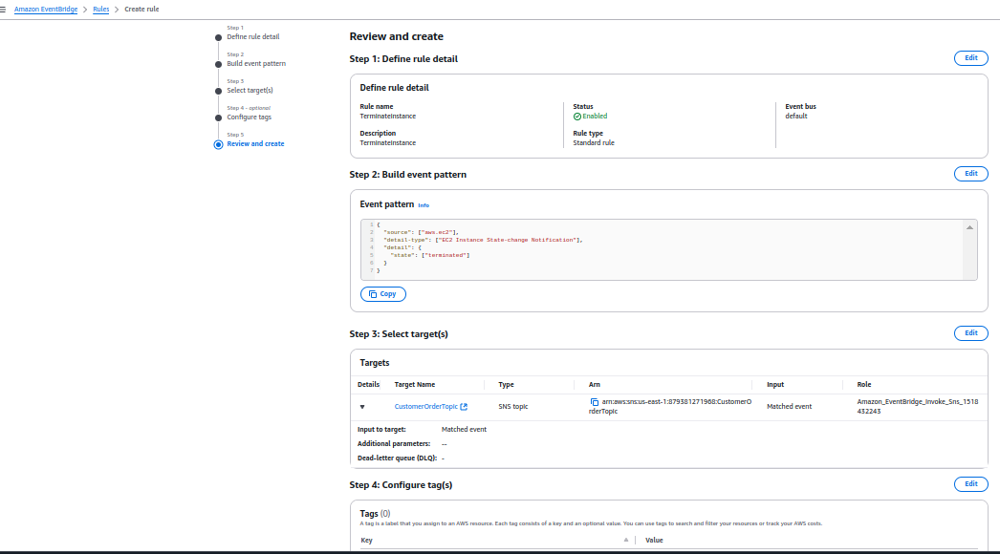 Amazon EventBridge > Rules > Create rule
Step 1
Define rule detail
Step 2
Build event pattern
Step 3
Select target(s)
Step 4 - optional
Configure tags
Step 5
Review and create
Review and create
Step 1: Define rule detail
Edit
Define rule detail
Rule name
TerminateInstance
Status
Enabled
Event bus
default
Description
TerminateInstance
Rule type
Standard rule
Step 2: Build event pattern
Edit
Event pattern Info
1 {
2 "source": ["aws.ec2"],
3 "detail-type": ["EC2 Instance State-change Notification"],
4 "detail": {
5 "state": ["terminated"]
6 }
7 }
Copy
Step 3: Select target(s)
Edit
Targets
Details Target Name Type Arn Input Role
CustomerOrderTopic SNS topic arn:aws:sns:us-east-1:879381271968:CustomerO Matched event Amazon_EventBridge_Invoke_Sns_1518
rderTopic 432243
Input to target: Matched event
Additional parameters: --
Dead-letter queue (DLQ): -
Step 4: Configure tag(s)
Edit
Tags (0)
A tag is a label that you assign to an AWS resource. Each tag consists of a key and an optional value. You can use tags to search and filter your resources or track your AWS costs.
Key Value